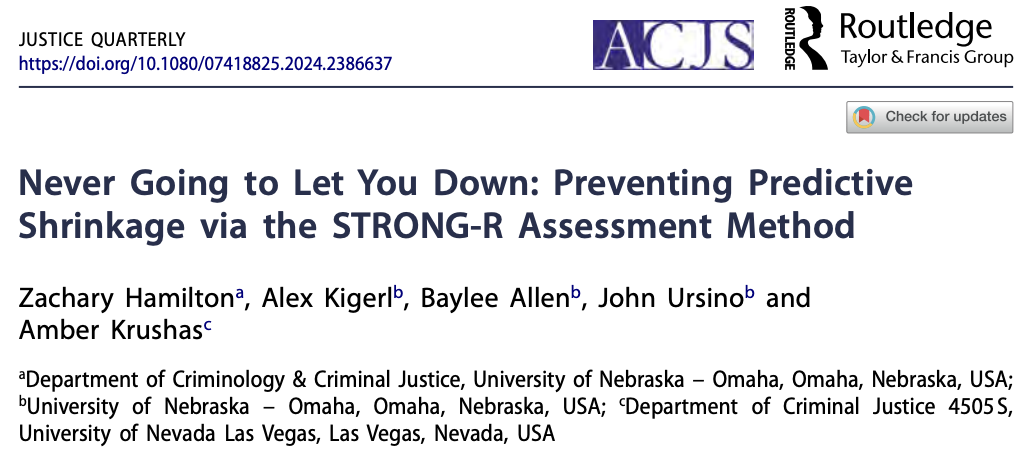 JUSTICE QUARTERLY
https://doi.org/10.1080/07418825.2024.2386637
ACJS
ROUTLEDGE
Routledge
Taylor & Francis Group
Check for updates
Never Going to Let You Down: Preventing Predictive
Shrinkage via the STRONG-R Assessment Method
Zachary Hamiltonᵃ, Alex Kigerlᵇ, Baylee Allenᵇ, John Ursinoᵇ and
Amber Krushasᶜ
ᵃDepartment of Criminology & Criminal Justice, University of Nebraska – Omaha, Omaha, Nebraska, USA;
ᵇUniversity of Nebraska – Omaha, Omaha, Nebraska, USA; ᶜDepartment of Criminal Justice 4505 S,
University of Nevada Las Vegas, Las Vegas, Nevada, USA